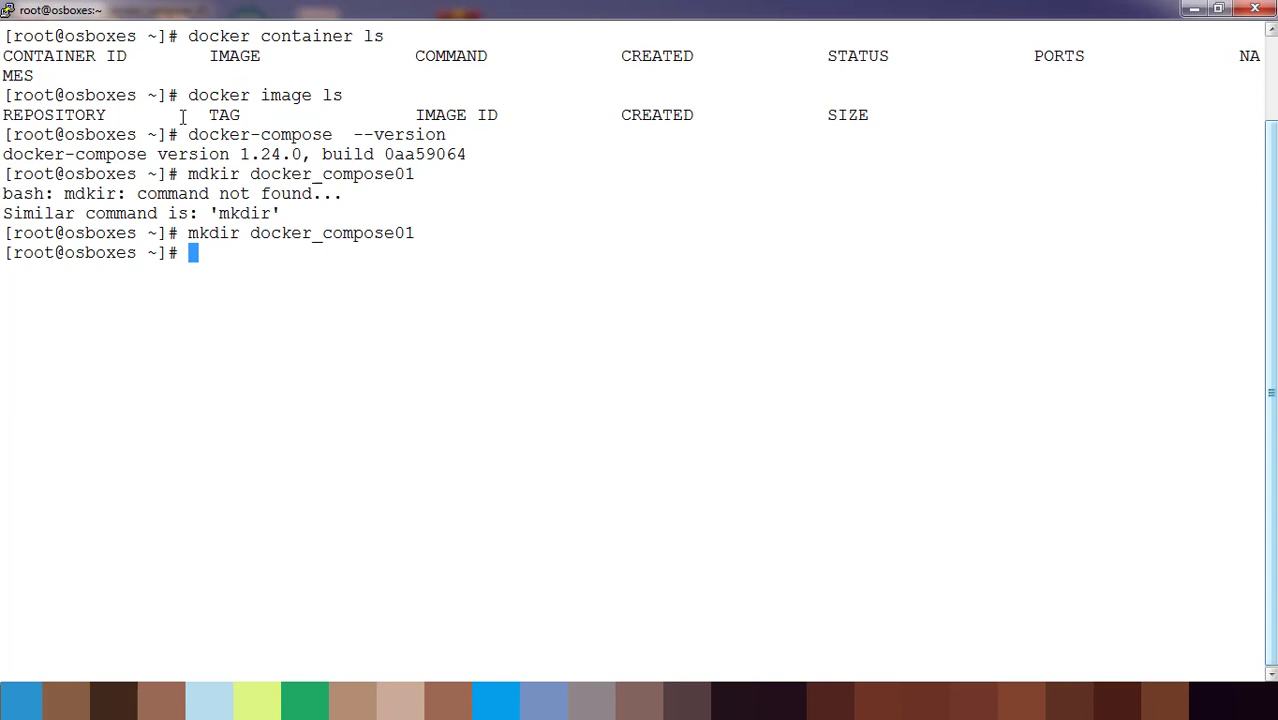 root@osboxes:~
[root@osboxes ~]# docker container ls
CONTAINER ID        IMAGE               COMMAND             CREATED             STATUS              PORTS               NA
MES
[root@osboxes ~]# docker image ls
REPOSITORY          TAG                 IMAGE ID            CREATED             SIZE
[root@osboxes ~]# docker-compose  --version
docker-compose version 1.24.0, build 0aa59064
[root@osboxes ~]# mdkir docker_compose01
bash: mdkir: command not found...
Similar command is: 'mkdir'
[root@osboxes ~]# mkdir docker_compose01
[root@osboxes ~]#